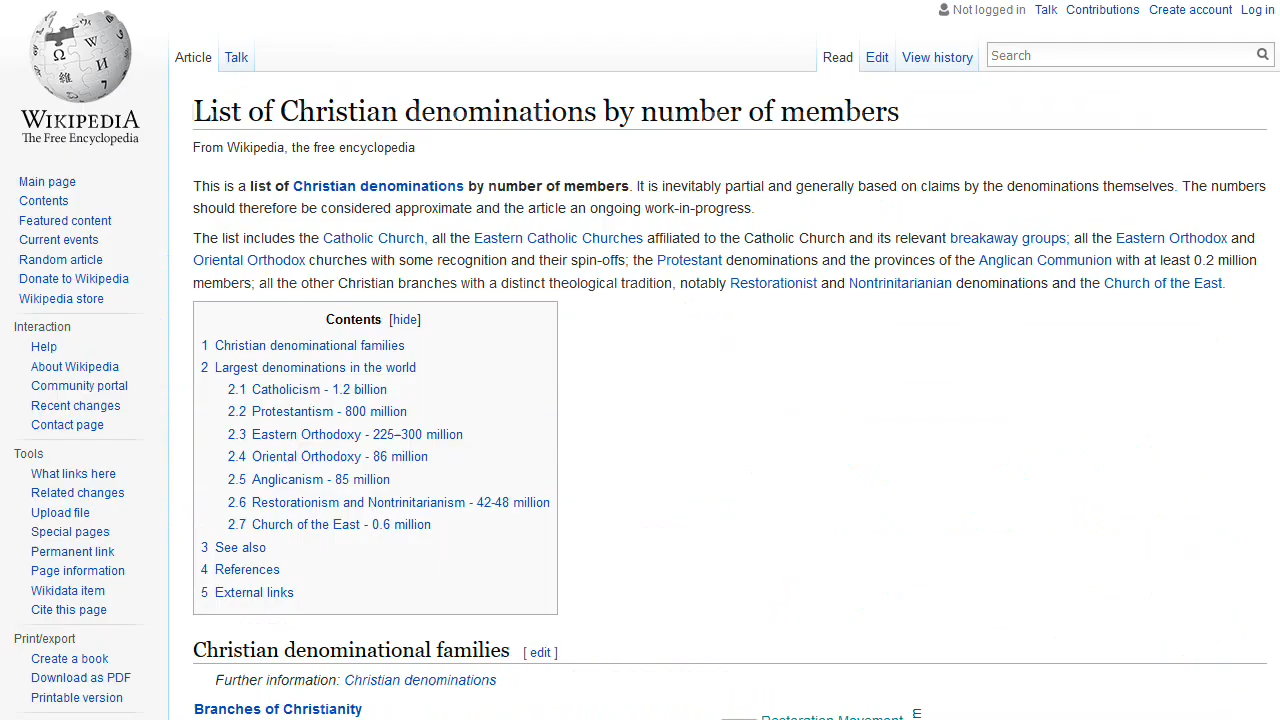 Not logged in Talk Contributions Create account Log in
Article Talk Read Edit View history Search
WIKIPEDIA
The Free Encyclopedia
Main page
Contents
Featured content
Current events
Random article
Donate to Wikipedia
Wikipedia store
Interaction
Help
About Wikipedia
Community portal
Recent changes
Contact page
Tools
What links here
Related changes
Upload file
Special pages
Permanent link
Page information
Wikidata item
Cite this page
Print/export
Create a book
Download as PDF
Printable version
List of Christian denominations by number of members
From Wikipedia, the free encyclopedia
This is a list of Christian denominations by number of members. It is inevitably partial and generally based on claims by the denominations themselves. The numbers
should therefore be considered approximate and the article an ongoing work-in-progress.
The list includes the Catholic Church, all the Eastern Catholic Churches affiliated to the Catholic Church and its relevant breakaway groups; all the Eastern Orthodox and
Oriental Orthodox churches with some recognition and their spin-offs; the Protestant denominations and the provinces of the Anglican Communion with at least 0.2 million
members; all the other Christian branches with a distinct theological tradition, notably Restorationist and Nontrinitarianian denominations and the Church of the East.
Contents [hide]
1 Christian denominational families
2 Largest denominations in the world
2.1 Catholicism - 1.2 billion
2.2 Protestantism - 800 million
2.3 Eastern Orthodoxy - 225–300 million
2.4 Oriental Orthodoxy - 86 million
2.5 Anglicanism - 85 million
2.6 Restorationism and Nontrinitarianism - 42-48 million
2.7 Church of the East - 0.6 million
3 See also
4 References
5 External links
Christian denominational families [ edit ]
Further information: Christian denominations
Branches of Christianity
Restoration Movement